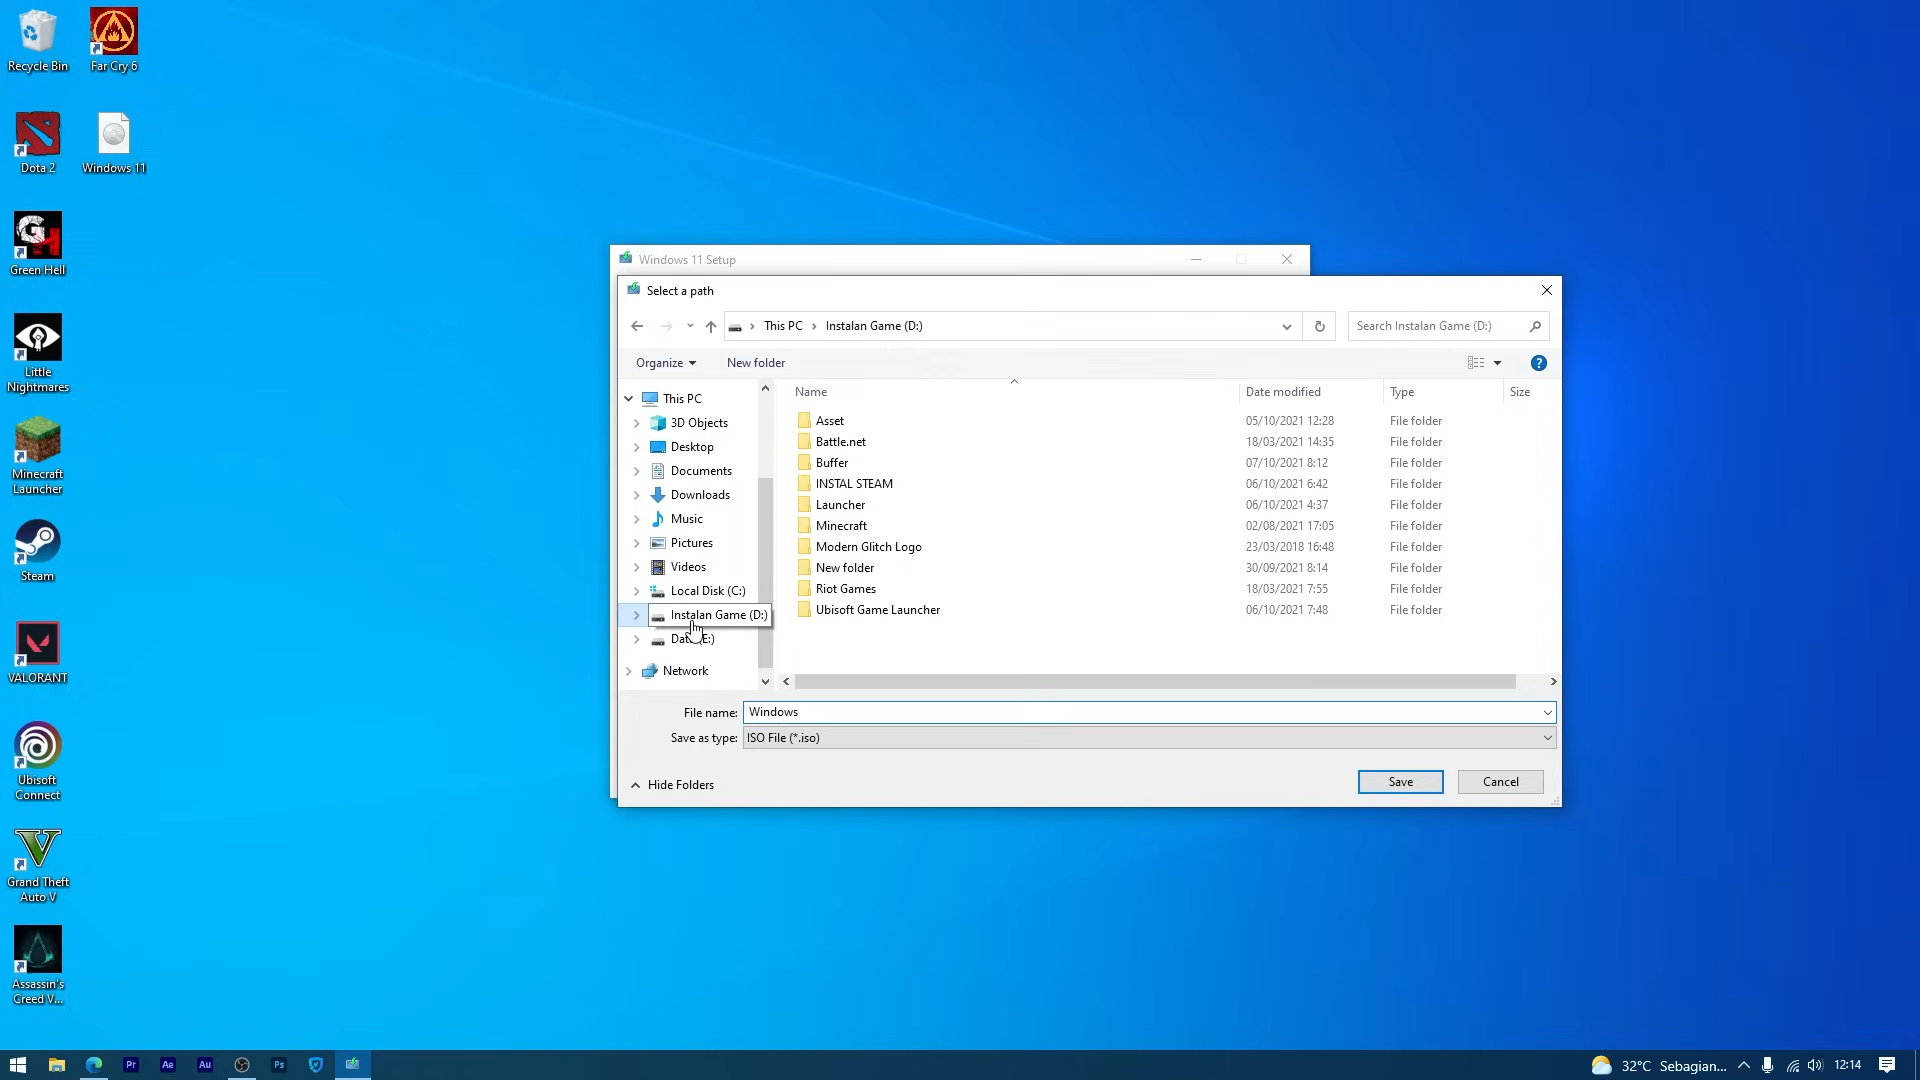 Recycle Bin
Far Cry 6
Dota 2
Windows 11
Green Hell
Little
Nightmares
Minecraft
Launcher
Steam
VALORANT
Ubisoft
Connect
Grand Theft
Auto V
Assassin's
Creed V...
Windows 11 Setup
Select a path
This PC > Instalan Game (D:)
Search Instalan Game (D:)
Organize
New folder
This PC
3D Objects
Desktop
Documents
Downloads
Music
Pictures
Videos
Local Disk (C:)
Instalan Game (D:)
Network
Name Date modified Type Size
Asset 05/10/2021 12:28 File folder
Battle.net 18/03/2021 14:35 File folder
Buffer 07/10/2021 8:12 File folder
INSTAL STEAM 06/10/2021 6:42 File folder
Launcher 06/10/2021 4:37 File folder
Minecraft 02/08/2021 17:05 File folder
Modern Glitch Logo 23/03/2018 16:48 File folder
New folder 30/09/2021 8:14 File folder
Riot Games 18/03/2021 7:55 File folder
Ubisoft Game Launcher 06/10/2021 7:48 File folder
File name: Windows
Save as type: ISO File (*.iso)
Hide Folders
Save
Cancel
Pr
Ae
Au
Ps
32°C Sebagian...
12:14